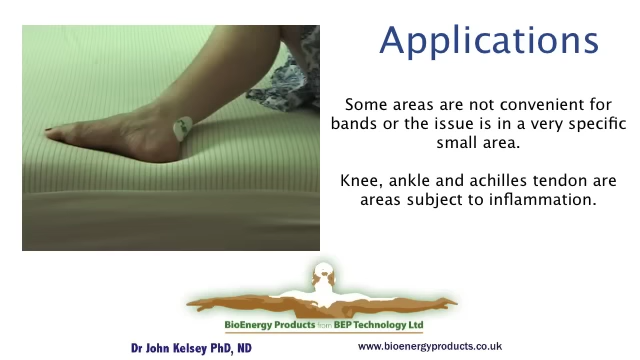 Applications
Some areas are not convenient for
bands or the issue is in a very specific
small area.
Knee, ankle and achilles tendon are
areas subject to inflammation.
BioEnergy Products from BEP Technology Ltd
Dr John Kelsey PhD, ND
www.bioenergyproducts.co.uk